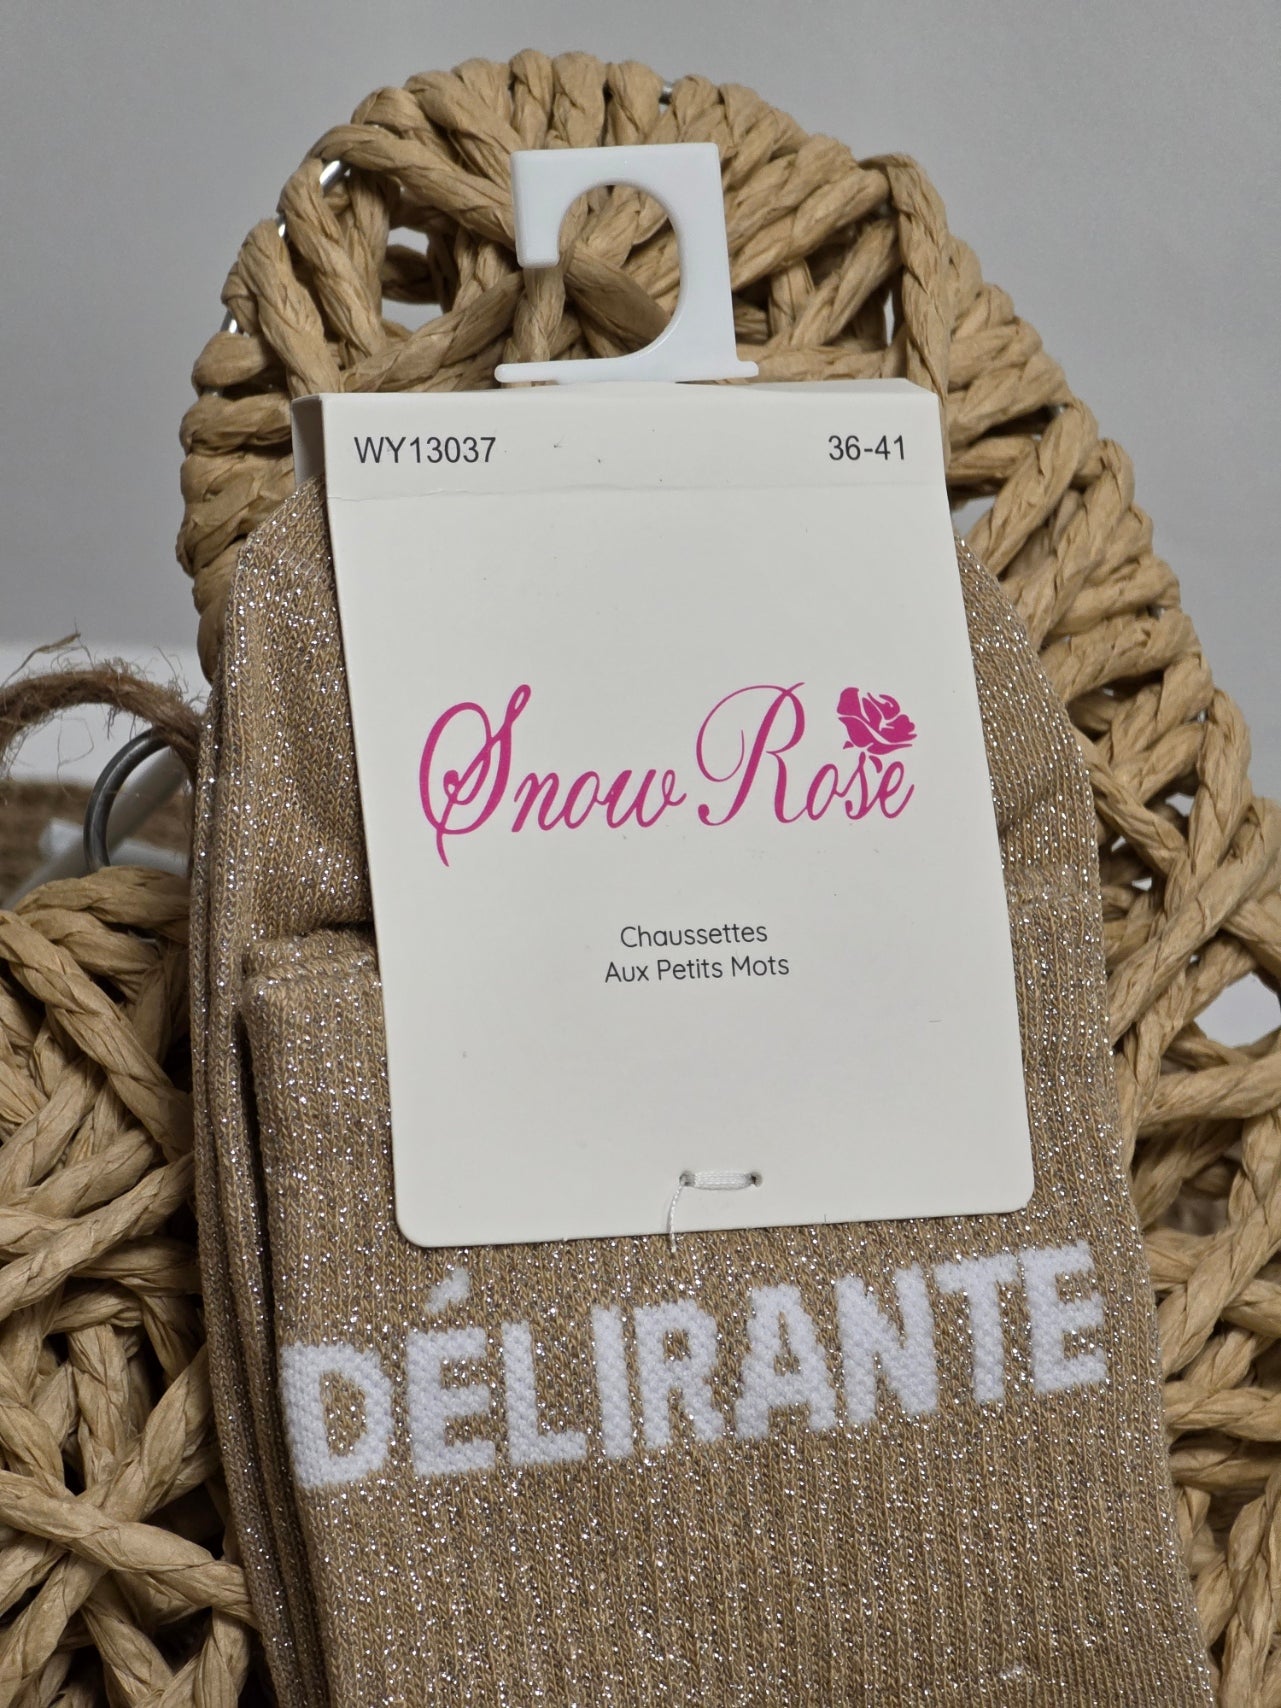 WY13037 36-41
Snow Rose
Chaussettes
Aux Petits Mots
DÉLIRANTE